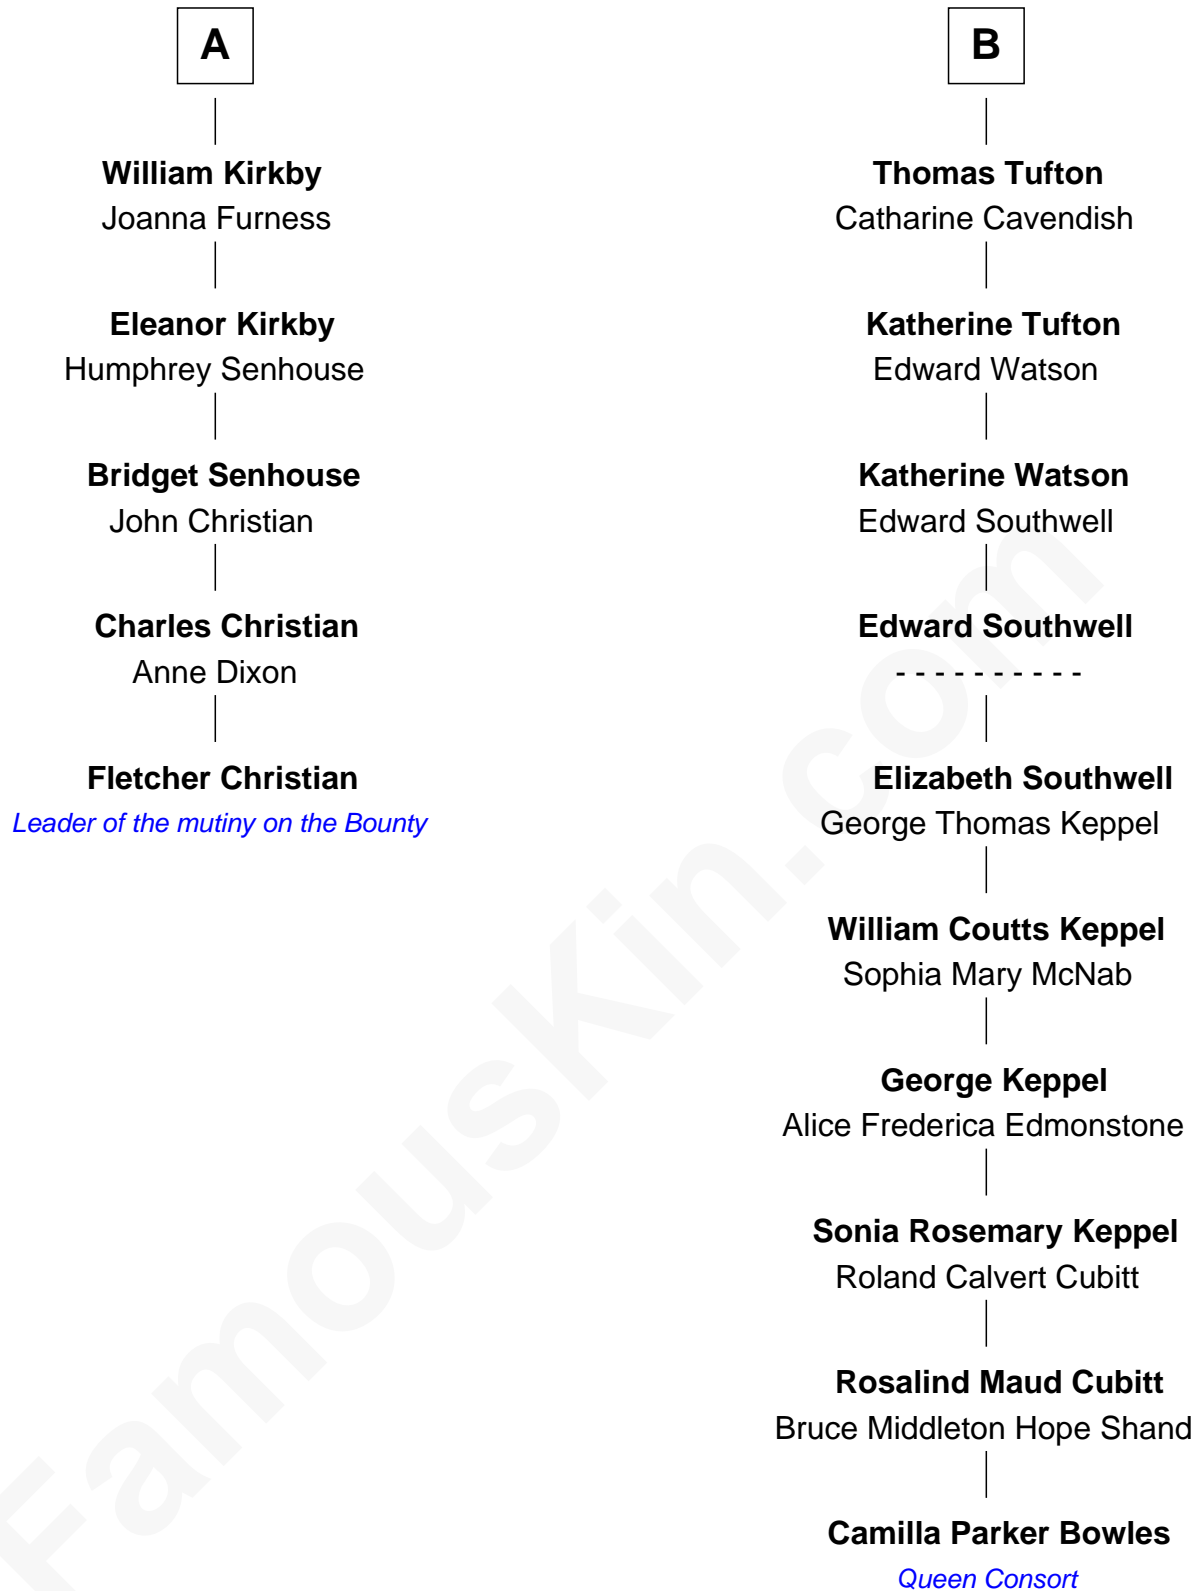 A
William Kirkby
Joanna Furness
Eleanor Kirkby
Humphrey Senhouse
Bridget Senhouse
John Christian
Charles Christian
Anne Dixon
Fletcher Christian
Leader of the mutiny on the Bounty
B
Thomas Tufton
Catharine Cavendish
Katherine Tufton
Edward Watson
Katherine Watson
Edward Southwell
Edward Southwell
- - - - - - - - - -
Elizabeth Southwell
George Thomas Keppel
William Coutts Keppel
Sophia Mary McNab
George Keppel
Alice Frederica Edmonstone
Sonia Rosemary Keppel
Roland Calvert Cubitt
Rosalind Maud Cubitt
Bruce Middleton Hope Shand
Camilla Parker Bowles
Queen Consort
FamousKin.com